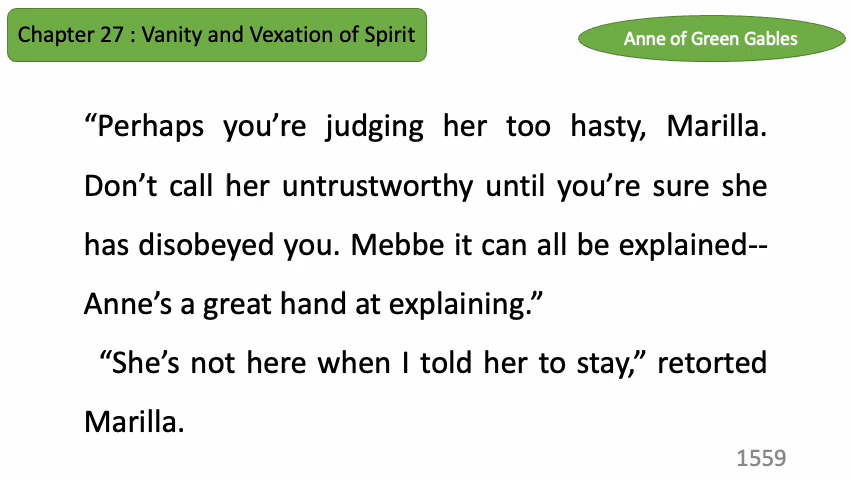 Chapter 27 : Vanity and Vexation of Spirit
Anne of Green Gables
“Perhaps you’re judging her too hasty, Marilla.
Don’t call her untrustworthy until you’re sure she
has disobeyed you. Mebbe it can all be explained--
Anne’s a great hand at explaining.”
“She’s not here when I told her to stay,” retorted
Marilla.
1559